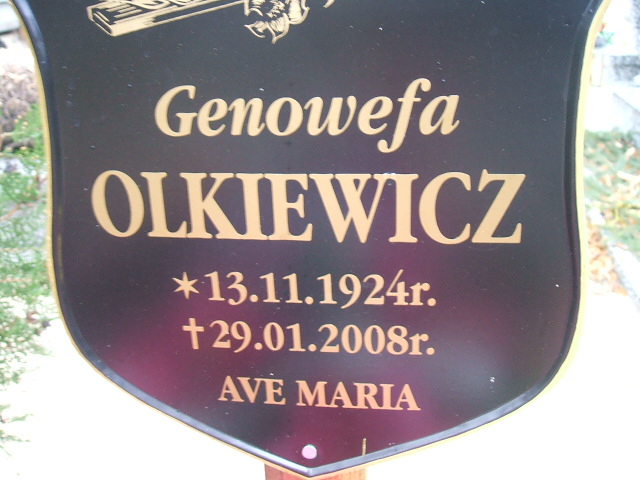 Genowefa
OLKIEWICZ
✶13.11.1924r.
✝29.01.2008r.
AVE MARIA